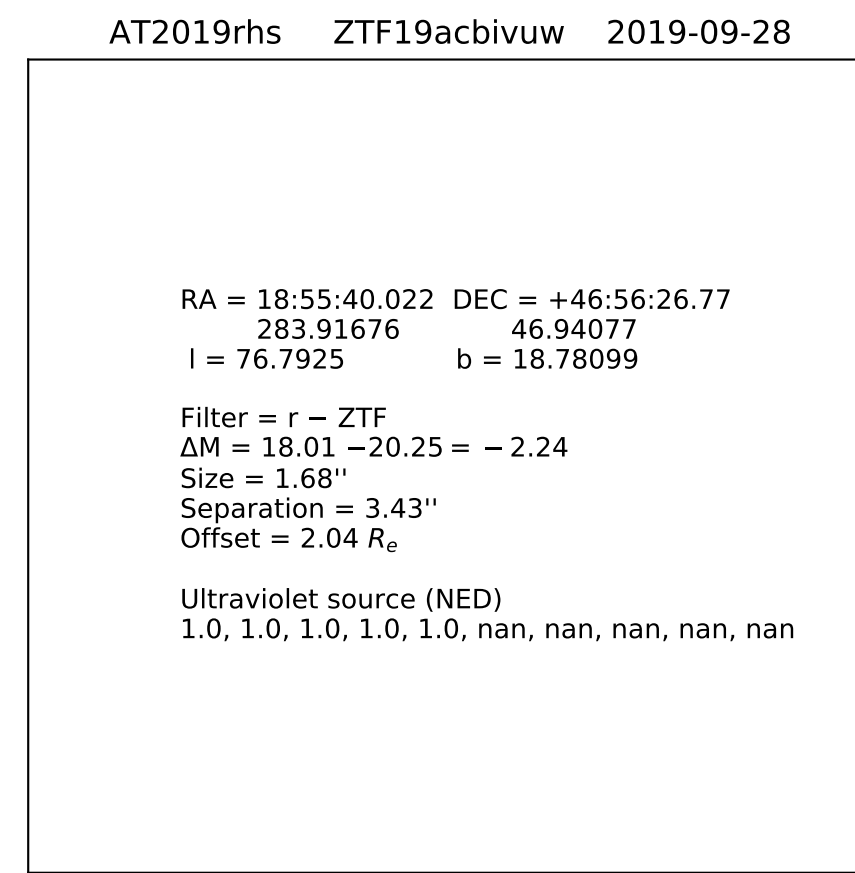 AT2019rhs ZTF19acbivuw 2019-09-28
RA = 18:55:40.022 DEC = +46:56:26.77
283.91676 46.94077
l = 76.7925 b = 18.78099
Filter = r − ZTF
ΔM = 18.01 −20.25 = −2.24
Size = 1.68''
Separation = 3.43''
Offset = 2.04 Rₑ
Ultraviolet source (NED)
1.0, 1.0, 1.0, 1.0, 1.0, nan, nan, nan, nan, nan